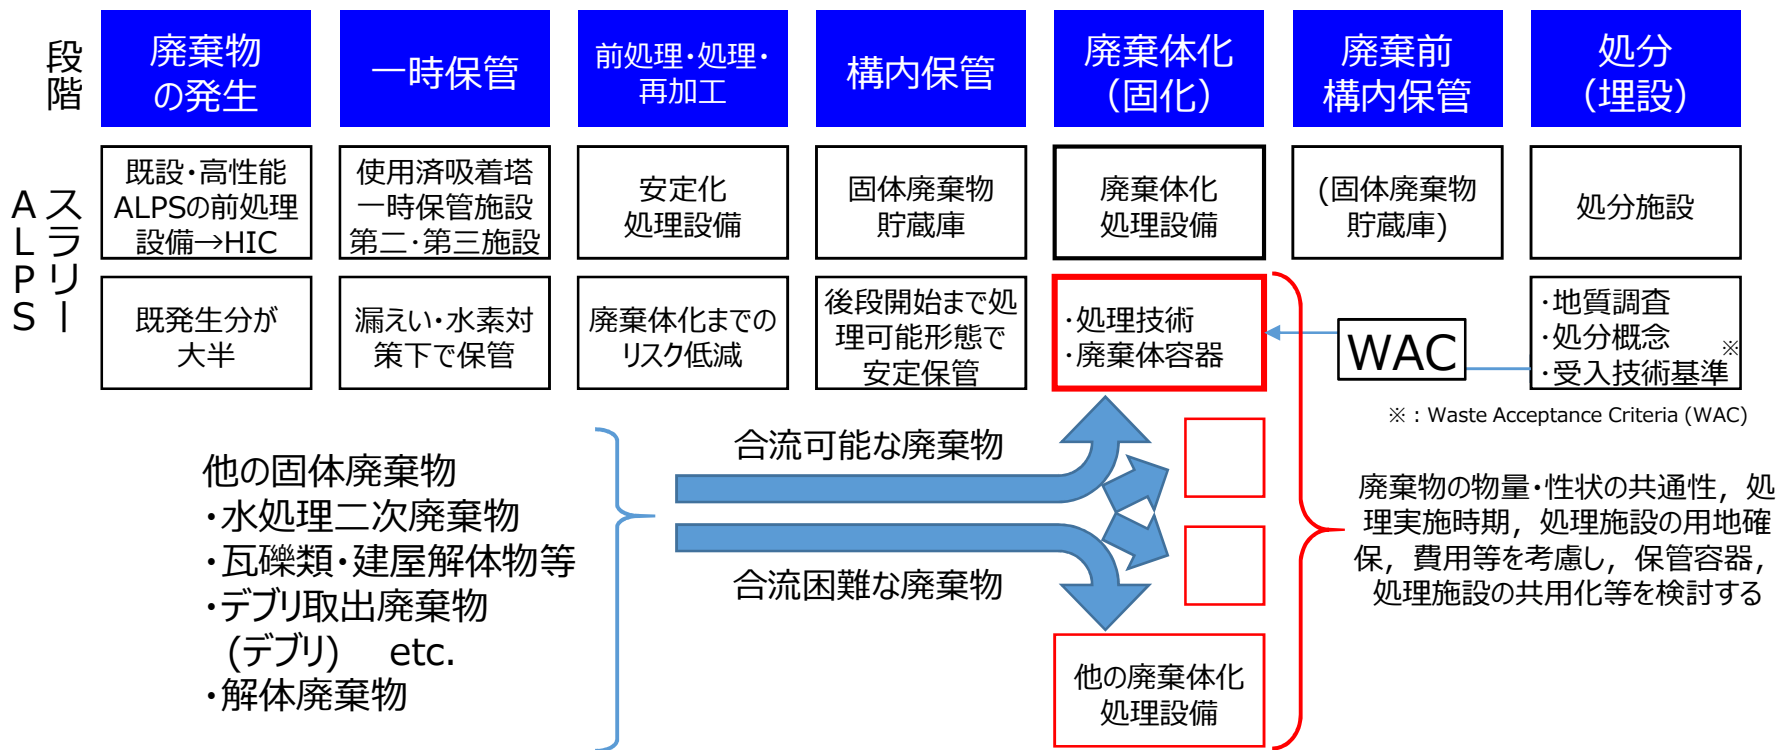 段階
廃棄物
の発生
一時保管
前処理・処理・
再加工
構内保管
廃棄体化
（固化）
廃棄前
構内保管
処分
（埋設）
ALPS
スラリー
既設・高性能
ALPSの前処理
設備→HIC
使用済吸着塔
一時保管施設
第二・第三施設
安定化
処理設備
固体廃棄物
貯蔵庫
廃棄体化
処理設備
(固体廃棄物
貯蔵庫)
処分施設
既発生分が
大半
漏えい・水素対
策下で保管
廃棄体化までの
リスク低減
後段開始まで処
理可能形態で
安定保管
・処理技術
・廃棄体容器
WAC
・地質調査
・処分概念
・受入技術基準※
※：Waste Acceptance Criteria (WAC)
他の固体廃棄物
・水処理二次廃棄物
・瓦礫類・建屋解体物等
・デブリ取出廃棄物
(デブリ) etc.
・解体廃棄物
合流可能な廃棄物
合流困難な廃棄物
他の廃棄体化
処理設備
廃棄物の物量・性状の共通性，処
理実施時期，処理施設の用地確
保，費用等を考慮し，保管容器，
処理施設の共用化等を検討する